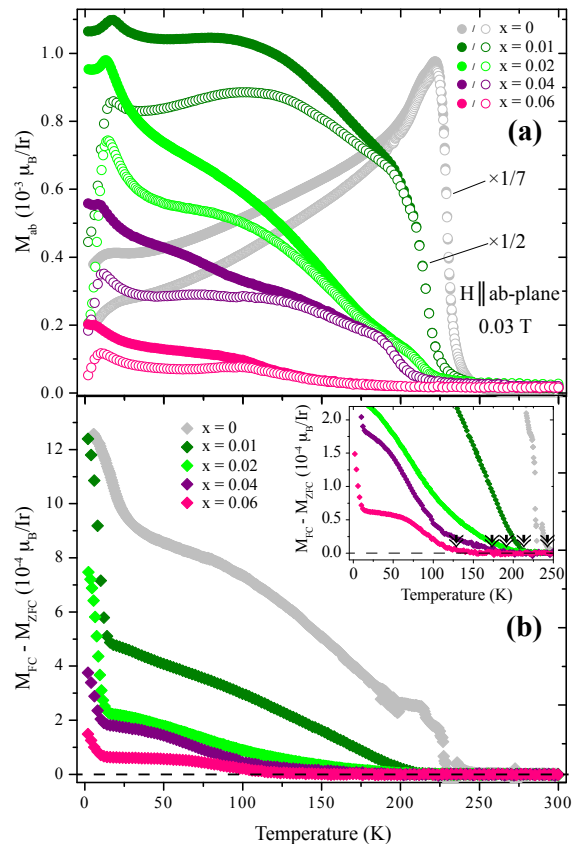 (a)
x = 0
x = 0.01
x = 0.02
x = 0.04
x = 0.06
×1/7
×1/2
H || ab-plane
0.03 T
M_ab (10^-3 μ_B/Ir)
1.0
0.8
0.6
0.4
0.2
0.0
(b)
x = 0
x = 0.01
x = 0.02
x = 0.04
x = 0.06
M_FC - M_ZFC (10^-4 μ_B/Ir)
12
10
8
6
4
2
0
M_FC - M_ZFC (10^-4 μ_B/Ir)
2.0
1.5
1.0
0.5
0.0
0 50 100 150 200 250
Temperature (K)
0 50 100 150 200 250 300
Temperature (K)